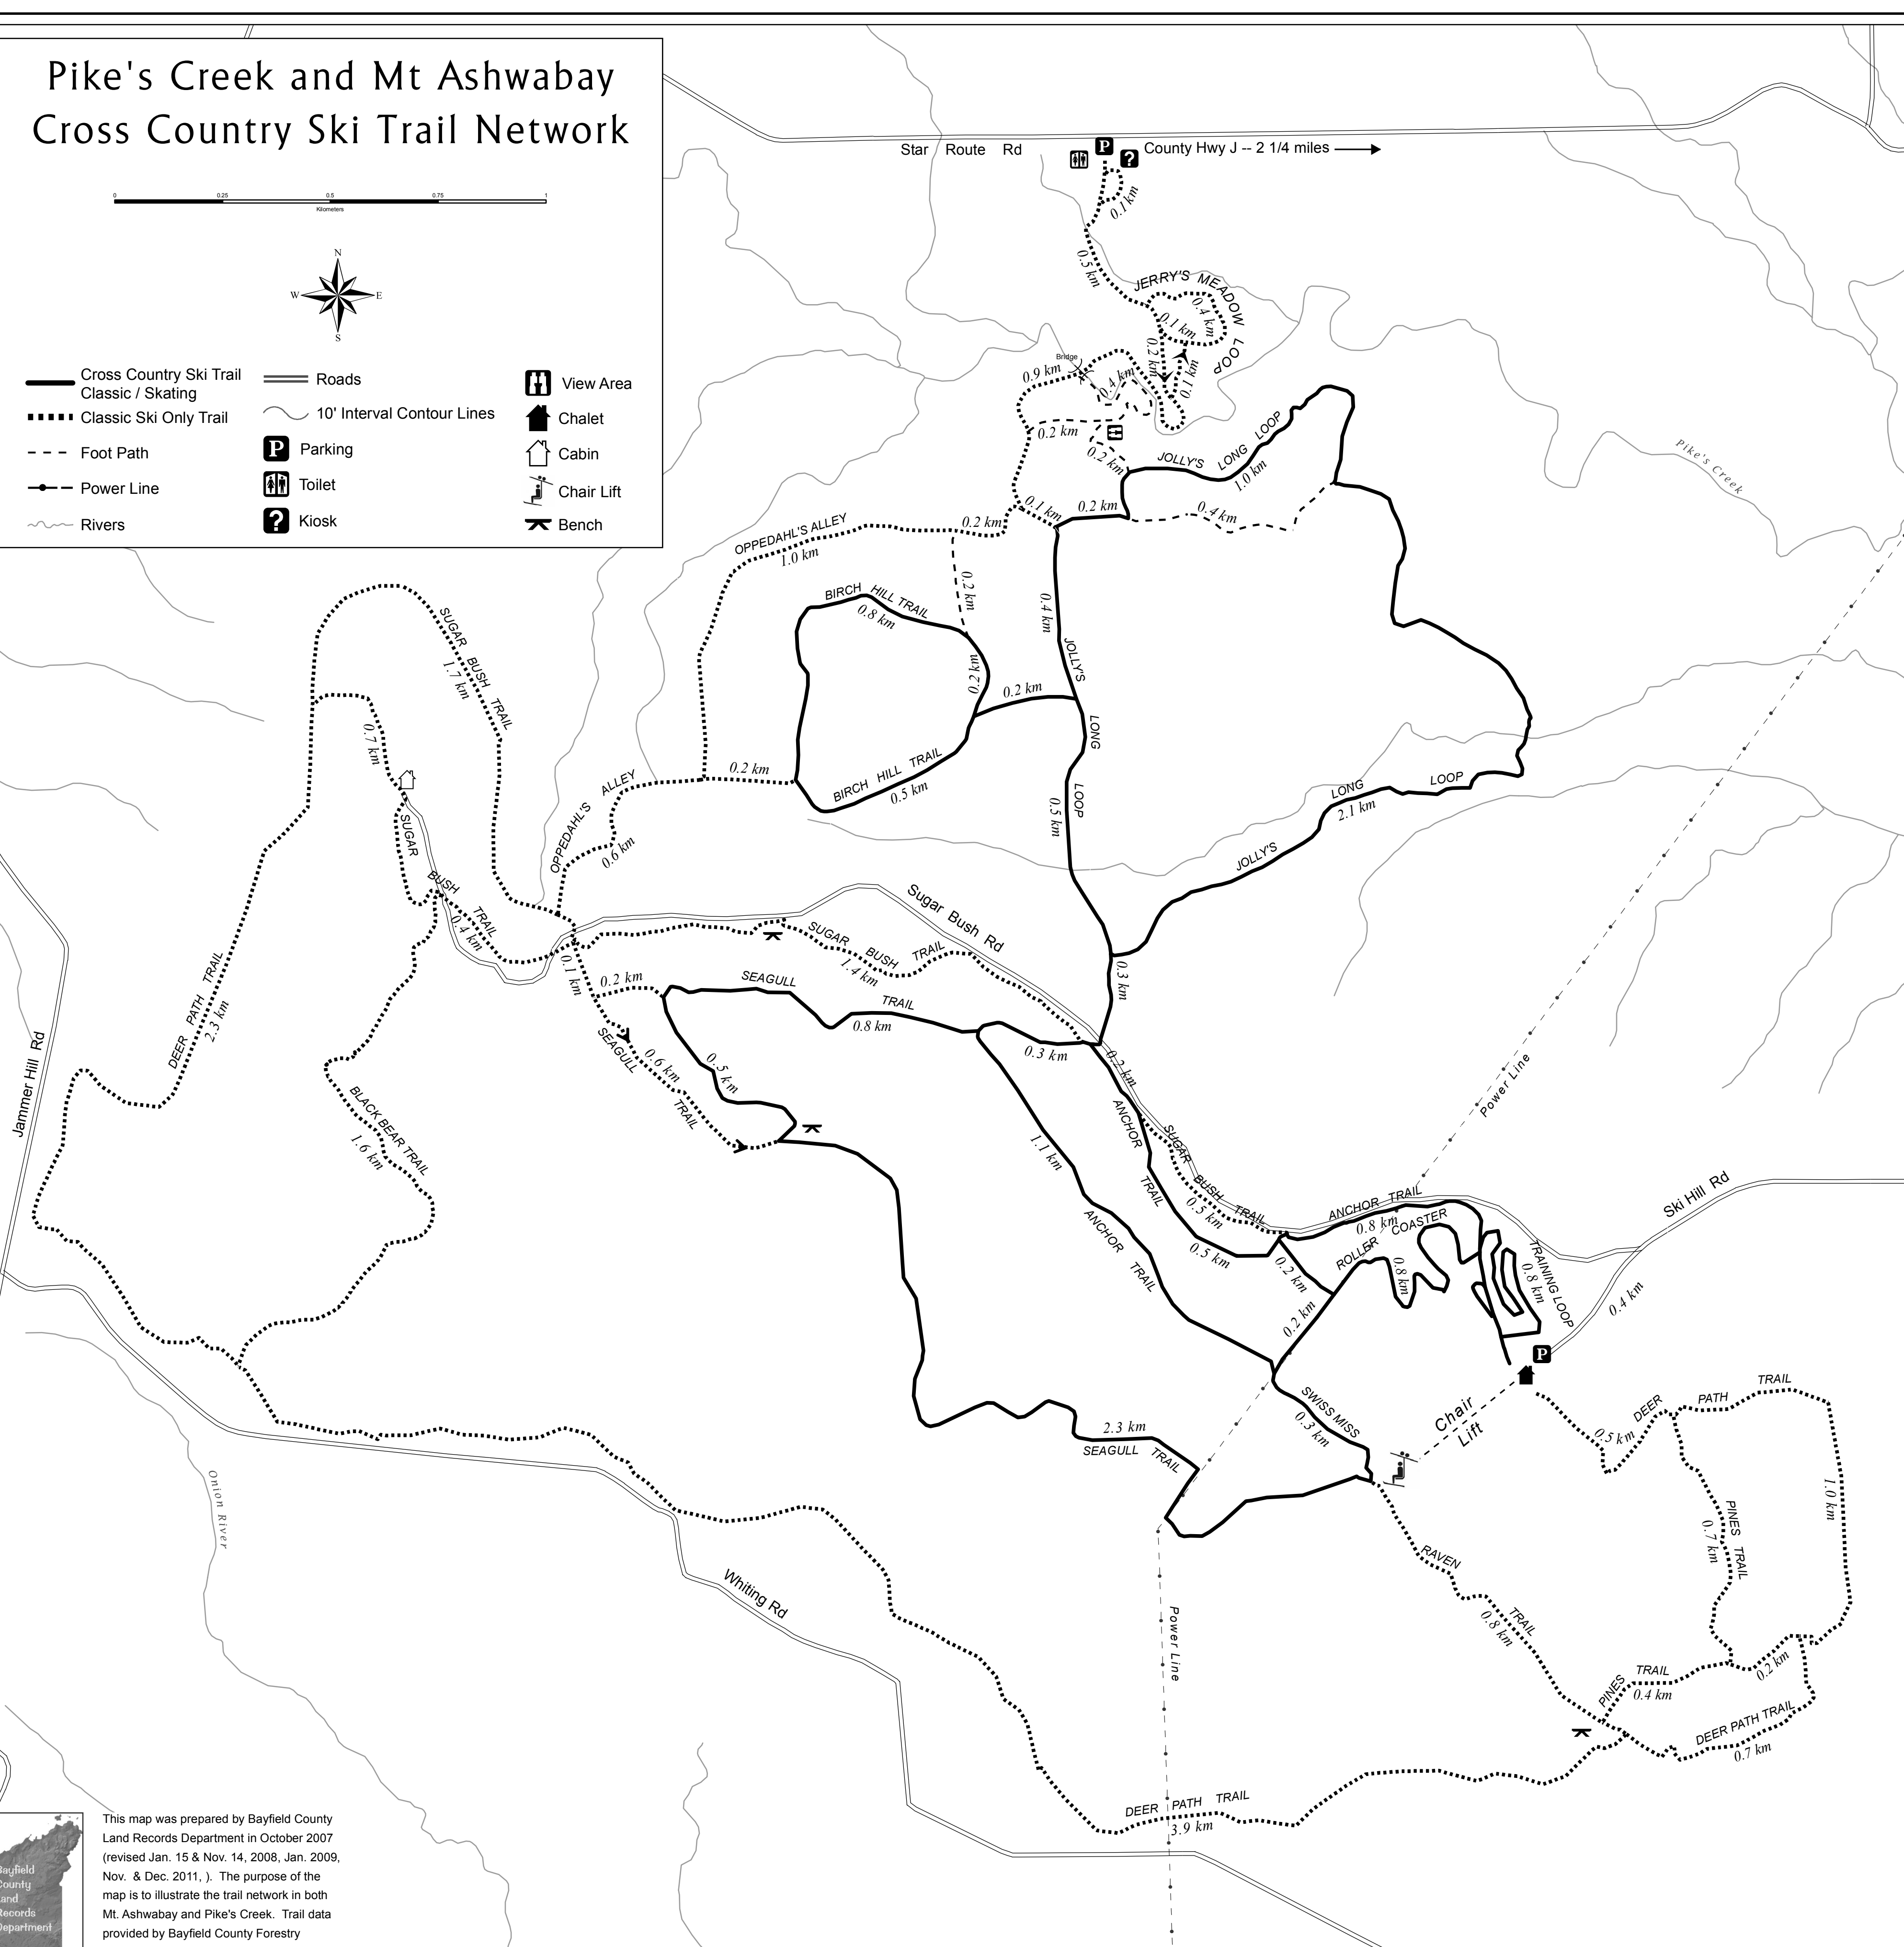 Pike's Creek and Mt Ashwabay
Cross Country Ski Trail Network
0 0.25 0.5 0.75 1
Kilometers
N
W E
S
Cross Country Ski Trail
Classic / Skating
Classic Ski Only Trail
Foot Path
Power Line
Rivers
Roads
10' Interval Contour Lines
P Parking
Toilet
? Kiosk
View Area
Chalet
Cabin
Chair Lift
Bench
Star Route Rd
P
?
County Hwy J -- 2 1/4 miles
0.1 km
0.5 km
JERRY'S MEADOW LOOP
0.4 km
0.1 km
0.2 km
0.1 km
Bridge
0.9 km
0.4 km
0.2 km
0.2 km
JOLLY'S LONG LOOP
1.0 km
0.1 km
0.2 km
0.4 km
Pike's Creek
OPPEDAHL'S ALLEY
1.0 km
0.2 km
0.2 km
BIRCH HILL TRAIL
0.8 km
0.4 km
JOLLY'S LONG LOOP
0.2 km
0.2 km
SUGAR BUSH TRAIL
1.7 km
0.7 km
0.2 km
BIRCH HILL TRAIL
0.5 km
0.5 km
OPPEDAHL'S ALLEY
0.6 km
JOLLY'S LONG LOOP
2.1 km
SUGAR BUSH TRAIL
0.4 km
Sugar Bush Rd
SUGAR BUSH TRAIL
1.4 km
0.1 km
0.2 km
SEAGULL TRAIL
0.8 km
0.3 km
0.3 km
0.2 km
DEER PATH TRAIL
2.3 km
Jammer Hill Rd
SEAGULL TRAIL
0.6 km
0.5 km
BLACK BEAR TRAIL
1.6 km
ANCHOR TRAIL
0.5 km
SUGAR BUSH TRAIL
0.5 km
1.1 km
ANCHOR TRAIL
Power Line
ANCHOR TRAIL
0.8 km
ROLLER COASTER
0.8 km
0.2 km
0.2 km
TRAINING LOOP
0.8 km
Ski Hill Rd
0.4 km
P
SWISS MISS
0.3 km
Chair
Lift
DEER PATH TRAIL
0.5 km
1.0 km
PINES TRAIL
0.7 km
2.3 km
SEAGULL TRAIL
Onion River
Whiting Rd
RAVEN TRAIL
0.8 km
Power Line
PINES TRAIL
0.4 km
0.2 km
DEER PATH TRAIL
0.7 km
DEER PATH TRAIL
3.9 km
Bayfield
County
Land
Records
Department
This map was prepared by Bayfield County
Land Records Department in October 2007
(revised Jan. 15 & Nov. 14, 2008, Jan. 2009,
Nov. & Dec. 2011, ). The purpose of the
map is to illustrate the trail network in both
Mt. Ashwabay and Pike's Creek. Trail data
provided by Bayfield County Forestry